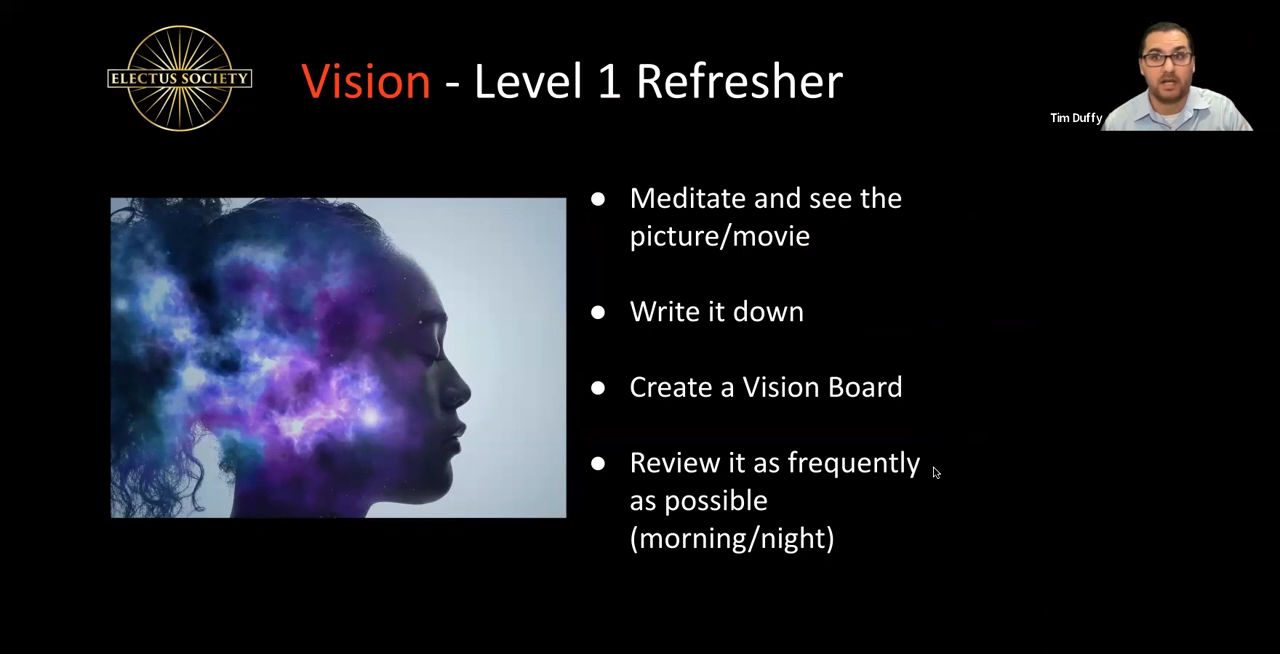 ELECTUS SOCIETY
Vision - Level 1 Refresher
Tim Duffy
● Meditate and see the
picture/movie
● Write it down
● Create a Vision Board
● Review it as frequently
as possible
(morning/night)